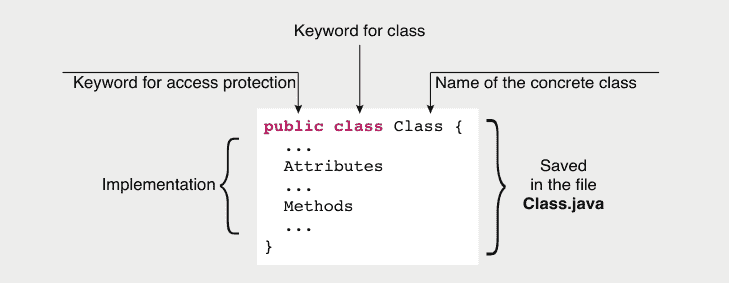 Keyword for class
Keyword for access protection
Name of the concrete class
public class Class {
...
Attributes
...
Methods
...
}
Implementation
Saved
in the file
Class.java